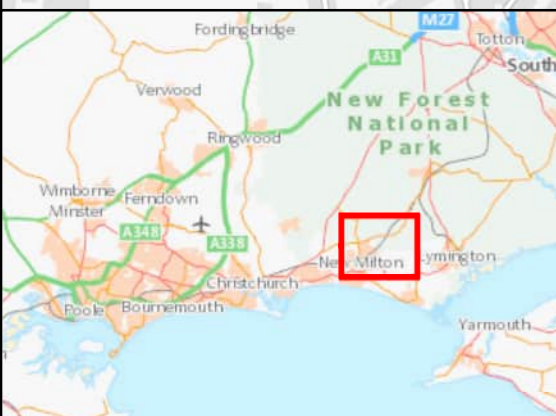 Fordingbridge
M27
Totton
A31
South
Verwood
New Forest
National
Park
Ringwood
Wimborne
Minster
Ferndown
A348
A338
New Milton
Lymington
Christchurch
Poole
Bournemouth
Yarmouth